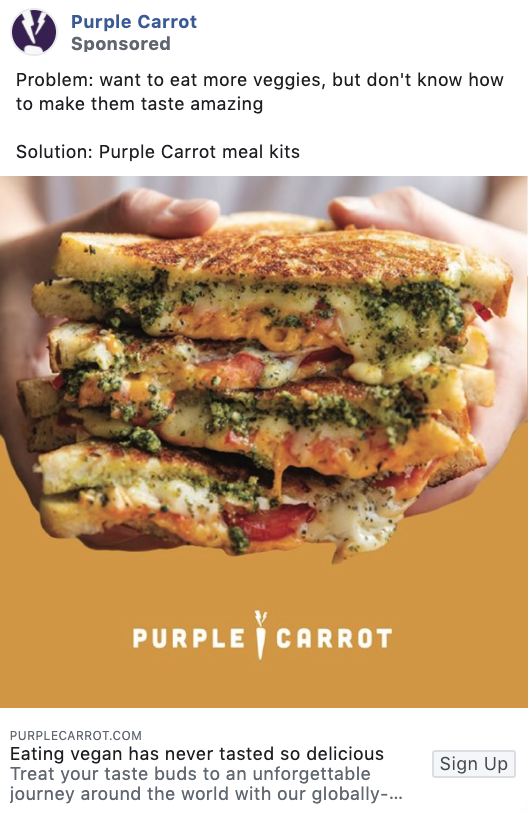 Purple Carrot
Sponsored
Problem: want to eat more veggies, but don't know how
to make them taste amazing
Solution: Purple Carrot meal kits
PURPLE CARROT
PURPLECARROT.COM
Eating vegan has never tasted so delicious
Treat your taste buds to an unforgettable
journey around the world with our globally-...
Sign Up